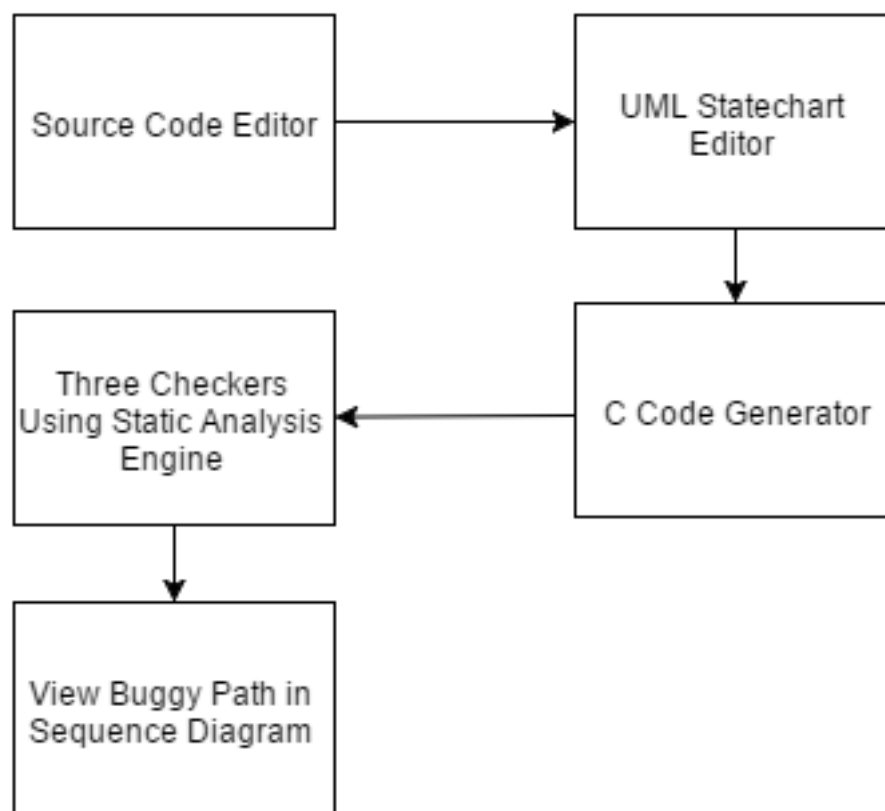 Source Code Editor
UML Statechart
Editor
Three Checkers
Using Static Analysis
Engine
C Code Generator
View Buggy Path in
Sequence Diagram